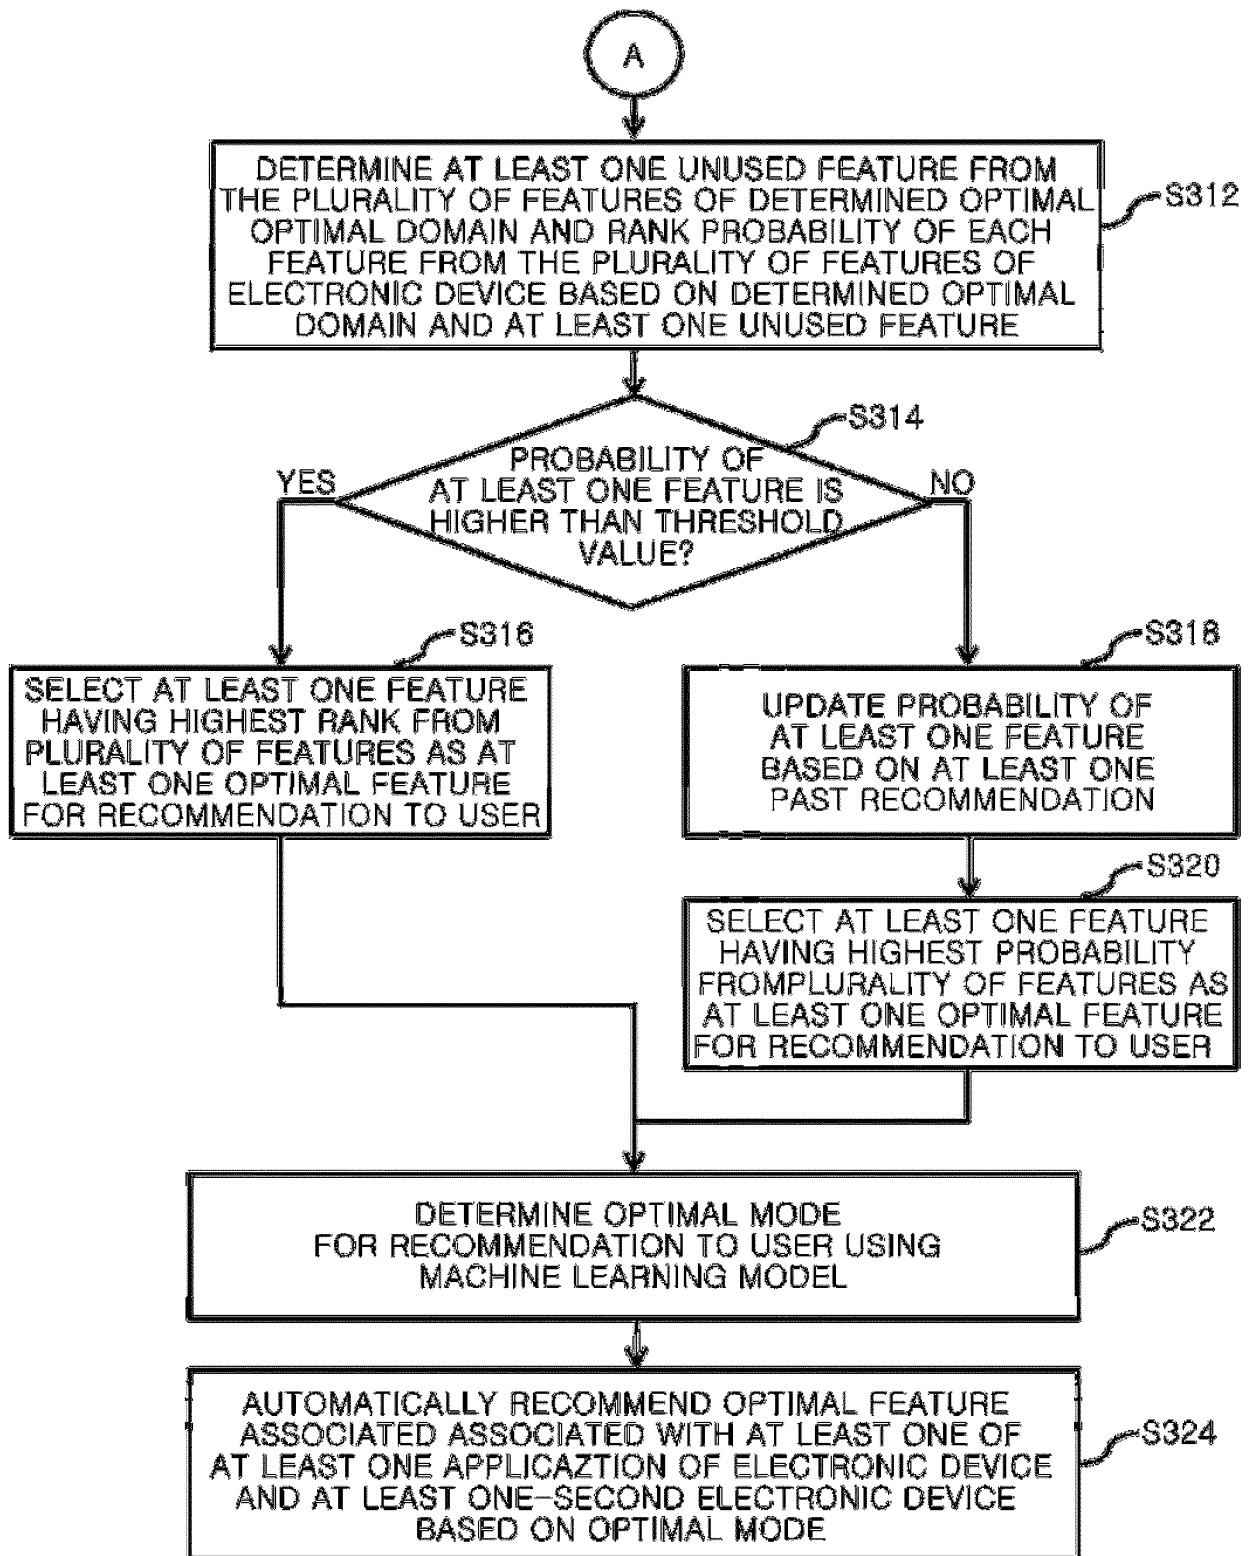 A
DETERMINE AT LEAST ONE UNUSED FEATURE FROM
THE PLURALITY OF FEATURES OF DETERMINED OPTIMAL
OPTIMAL DOMAIN AND RANK PROBABILITY OF EACH
FEATURE FROM THE PLURALITY OF FEATURES OF
ELECTRONIC DEVICE BASED ON DETERMINED OPTIMAL
DOMAIN AND AT LEAST ONE UNUSED FEATURE
S312
S314
PROBABILITY OF
AT LEAST ONE FEATURE IS
HIGHER THAN THRESHOLD
VALUE?
YES
NO
S316
SELECT AT LEAST ONE FEATURE
HAVING HIGHEST RANK FROM
PLURALITY OF FEATURES AS AT
LEAST ONE OPTIMAL FEATURE
FOR RECOMMENDATION TO USER
S318
UPDATE PROBABILITY OF
AT LEAST ONE FEATURE
BASED ON AT LEAST ONE
PAST RECOMMENDATION
S320
SELECT AT LEAST ONE FEATURE
HAVING HIGHEST PROBABILITY
FROMPLURALITY OF FEATURES AS
AT LEAST ONE OPTIMAL FEATURE
FOR RECOMMENDATION TO USER
DETERMINE OPTIMAL MODE
FOR RECOMMENDATION TO USER USING
MACHINE LEARNING MODEL
S322
AUTOMATICALLY RECOMMEND OPTIMAL FEATURE
ASSOCIATED ASSOCIATED WITH AT LEAST ONE OF
AT LEAST ONE APPLICAZTION OF ELECTRONIC DEVICE
AND AT LEAST ONE-SECOND ELECTRONIC DEVICE
BASED ON OPTIMAL MODE
S324